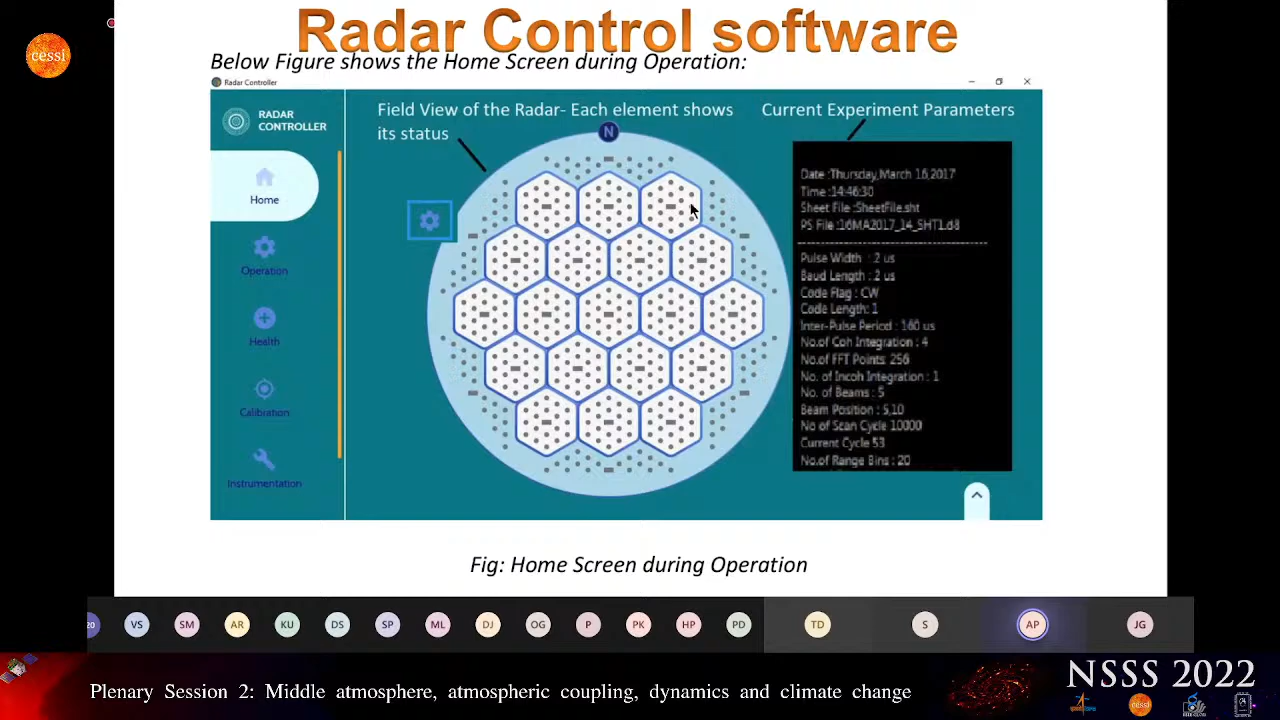 Radar Control software
cessi
Below Figure shows the Home Screen during Operation:
Radar Controller
RADAR
CONTROLLER
Home
Operation
Health
Calibration
Instrumentation
Field View of the Radar- Each element shows
its status
N
Current Experiment Parameters
Date :Thursday,March 16,2017
Time :14:46:30
Sheet File :SheetFile.sht
PS File :16MA2017_14_SHT1.d8
Pulse Width : 2 us
Baud Length : 2 us
Code Flag : CW
Code Length: 1
Inter-Pulse Period : 160 us
No.of Coh Integration : 4
No.of FFT Points 256
No. of Incoh Integration : 1
No. of Beams : 5
Beam Position : 5,10
No of Scan Cycle 10000
Current Cycle 53
No.of Range Bins : 20
Fig: Home Screen during Operation
20 VS SM AR KU DS SP ML DJ OG P PK HP PD TD S AP JG
Plenary Session 2: Middle atmosphere, atmospheric coupling, dynamics and climate change
NSSS 2022
cessi